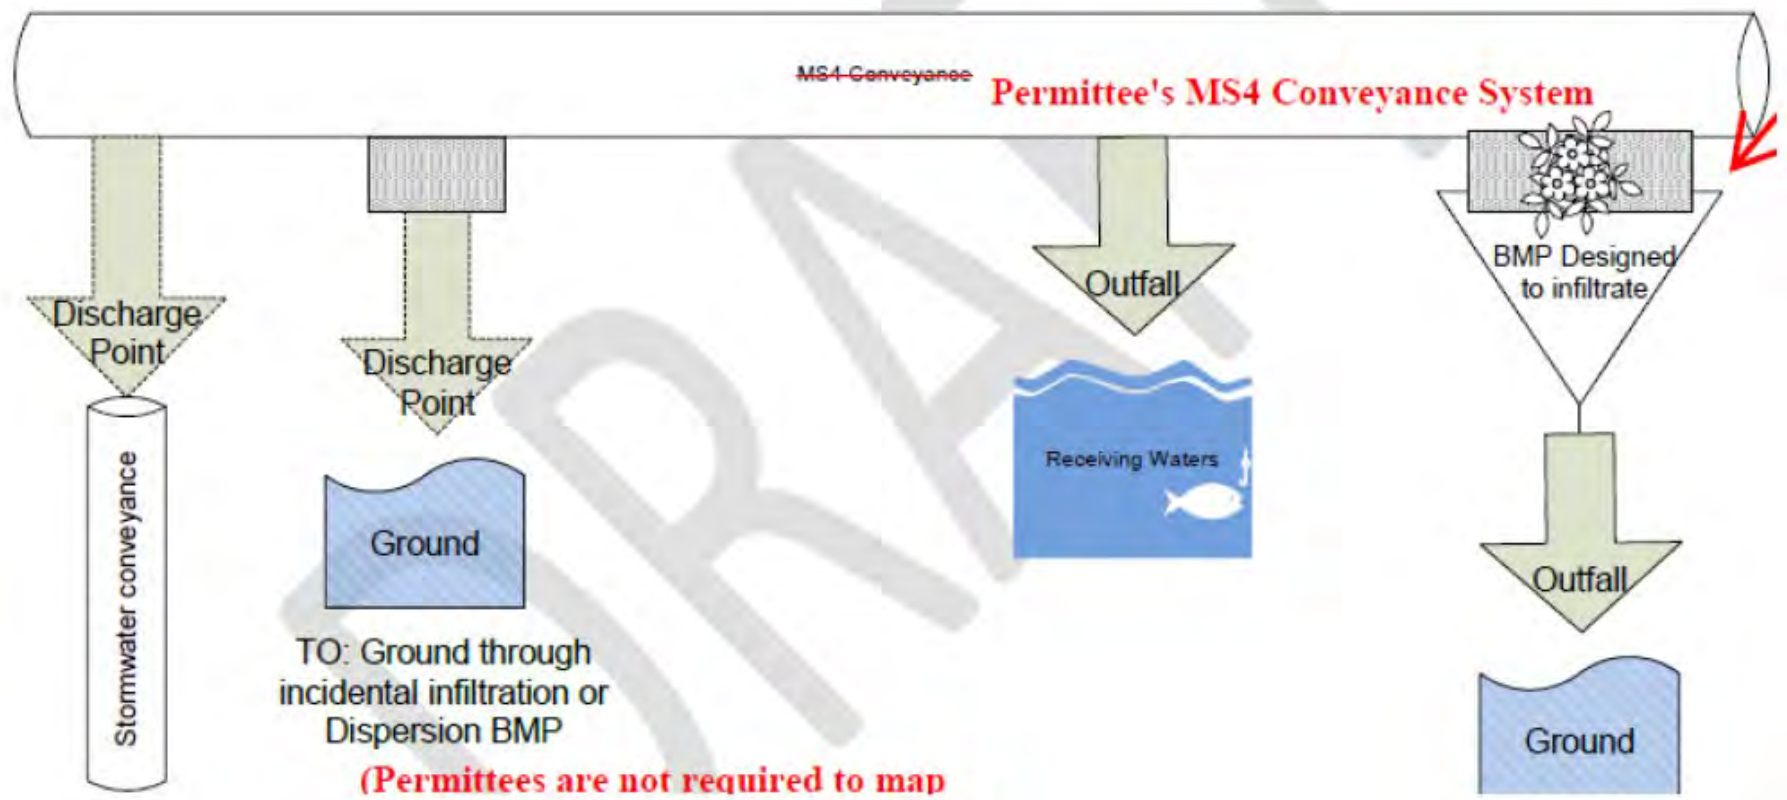 MS4 Conveyance
Permittee's MS4 Conveyance System
Discharge
Point
Stormwater conveyance
Discharge
Point
Ground
TO: Ground through
incidental infiltration or
Dispersion BMP
(Permittees are not required to map
Outfall
Receiving Waters
BMP Designed
to infiltrate
Outfall
Ground
DRAFT